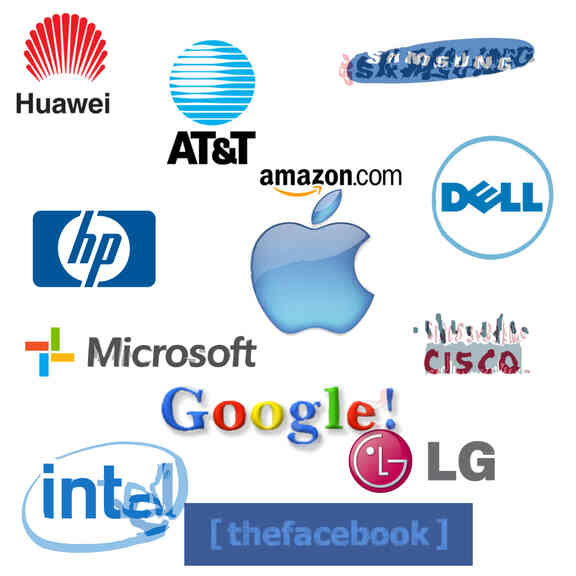 Huawei
AT&T
SAMSUNG
amazon.com
DELL
hp
Microsoft
CISCO
Google!
LG
intel
[ thefacebook ]